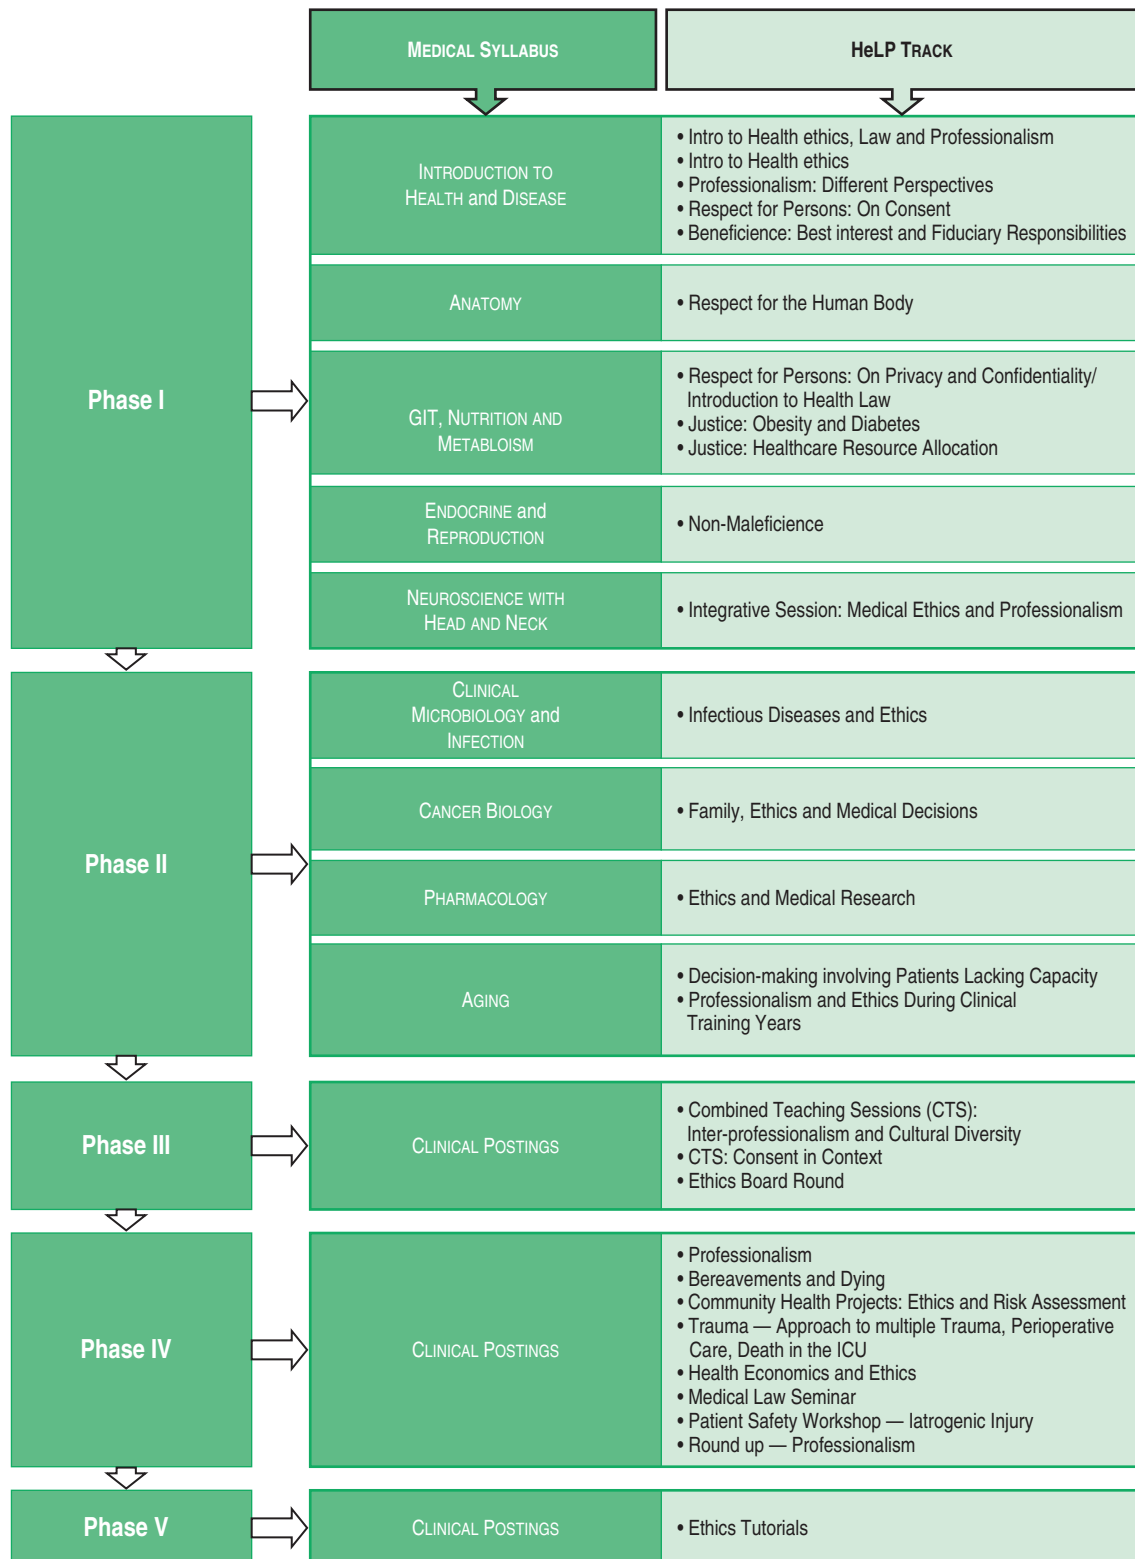 MEDICAL SYLLABUS
HeLP TRACK
Phase I
INTRODUCTION TO
HEALTH and DISEASE
• Intro to Health ethics, Law and Professionalism
• Intro to Health ethics
• Professionalism: Different Perspectives
• Respect for Persons: On Consent
• Beneficience: Best interest and Fiduciary Responsibilities
ANATOMY
• Respect for the Human Body
GIT, NUTRITION AND
METABLOISM
• Respect for Persons: On Privacy and Confidentiality/
Introduction to Health Law
• Justice: Obesity and Diabetes
• Justice: Healthcare Resource Allocation
ENDOCRINE and
REPRODUCTION
• Non-Maleficience
NEUROSCIENCE WITH
HEAD AND NECK
• Integrative Session: Medical Ethics and Professionalism
Phase II
CLINICAL
MICROBIOLOGY and
INFECTION
• Infectious Diseases and Ethics
CANCER BIOLOGY
• Family, Ethics and Medical Decisions
PHARMACOLOGY
• Ethics and Medical Research
AGING
• Decision-making involving Patients Lacking Capacity
• Professionalism and Ethics During Clinical
Training Years
Phase III
CLINICAL POSTINGS
• Combined Teaching Sessions (CTS):
Inter-professionalism and Cultural Diversity
• CTS: Consent in Context
• Ethics Board Round
Phase IV
CLINICAL POSTINGS
• Professionalism
• Bereavements and Dying
• Community Health Projects: Ethics and Risk Assessment
• Trauma — Approach to multiple Trauma, Perioperative
Care, Death in the ICU
• Health Economics and Ethics
• Medical Law Seminar
• Patient Safety Workshop — Iatrogenic Injury
• Round up — Professionalism
Phase V
CLINICAL POSTINGS
• Ethics Tutorials